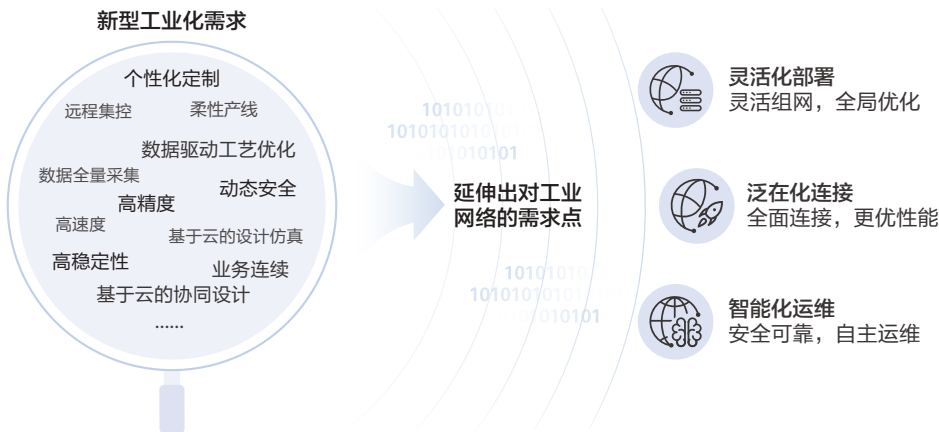 新型工业化需求
个性化定制
远程集控
柔性产线
数据驱动工艺优化
数据全量采集
动态安全
高精度
高速度
基于云的设计仿真
高稳定性
业务连续
基于云的协同设计
......
延伸出对工业
网络的需求点
灵活化部署
灵活组网，全局优化
泛在化连接
全面连接，更优性能
智能化运维
安全可靠，自主运维